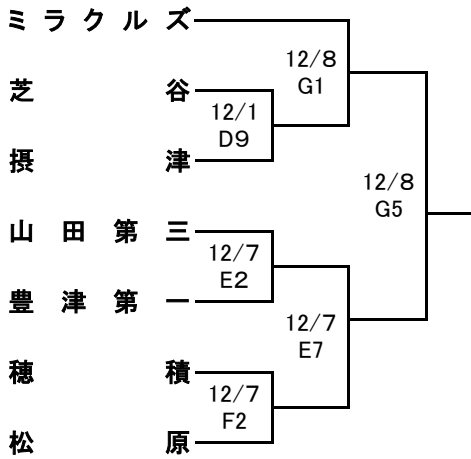 ミラクルズ
12/8
G1
芝谷
12/1
D9
摂津
12/8
G5
山田第三
12/7
E2
豊津第一
12/7
E7
穂積
12/7
F2
松原